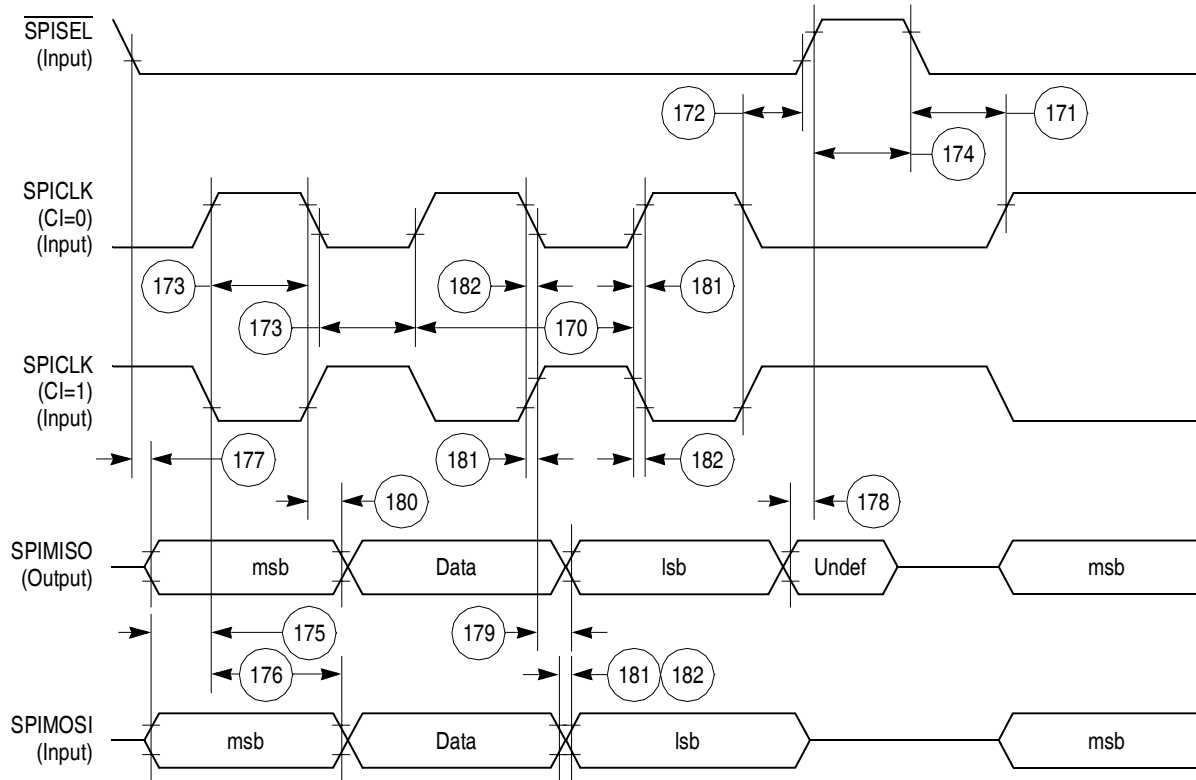 SPISEL
(Input)
172
171
174
SPICLK
(CI=0)
(Input)
173
182
181
173
170
SPICLK
(CI=1)
(Input)
177
181
182
180
178
SPIMISO
(Output)
msb
Data
lsb
Undef
msb
175
179
176
181
182
SPIMOSI
(Input)
msb
Data
lsb
msb